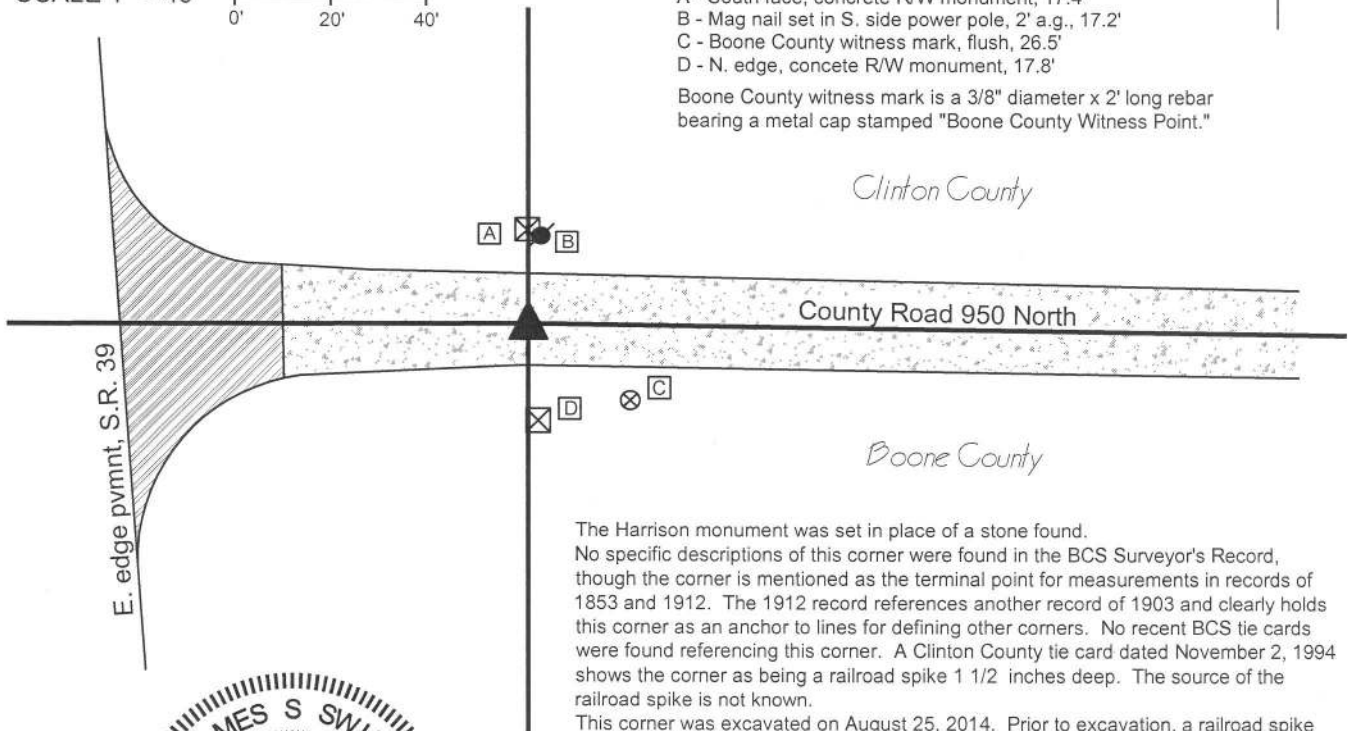 0' 20' 40'
B - Mag nail set in S. side power pole, 2' a.g., 17.2'
C - Boone County witness mark, flush, 26.5'
D - N. edge, concete R/W monument, 17.8'
Boone County witness mark is a 3/8" diameter x 2' long rebar
bearing a metal cap stamped "Boone County Witness Point."
Clinton County
A
B
County Road 950 North
E. edge pvmnt, S.R. 39
C
D
Boone County
The Harrison monument was set in place of a stone found.
No specific descriptions of this corner were found in the BCS Surveyor's Record,
though the corner is mentioned as the terminal point for measurements in records of
1853 and 1912. The 1912 record references another record of 1903 and clearly holds
this corner as an anchor to lines for defining other corners. No recent BCS tie cards
were found referencing this corner. A Clinton County tie card dated November 2, 1994
shows the corner as being a railroad spike 1 1/2 inches deep. The source of the
railroad spike is not known.
This corner was excavated on August 25, 2014. Prior to excavation, a railroad spike
MES S SW